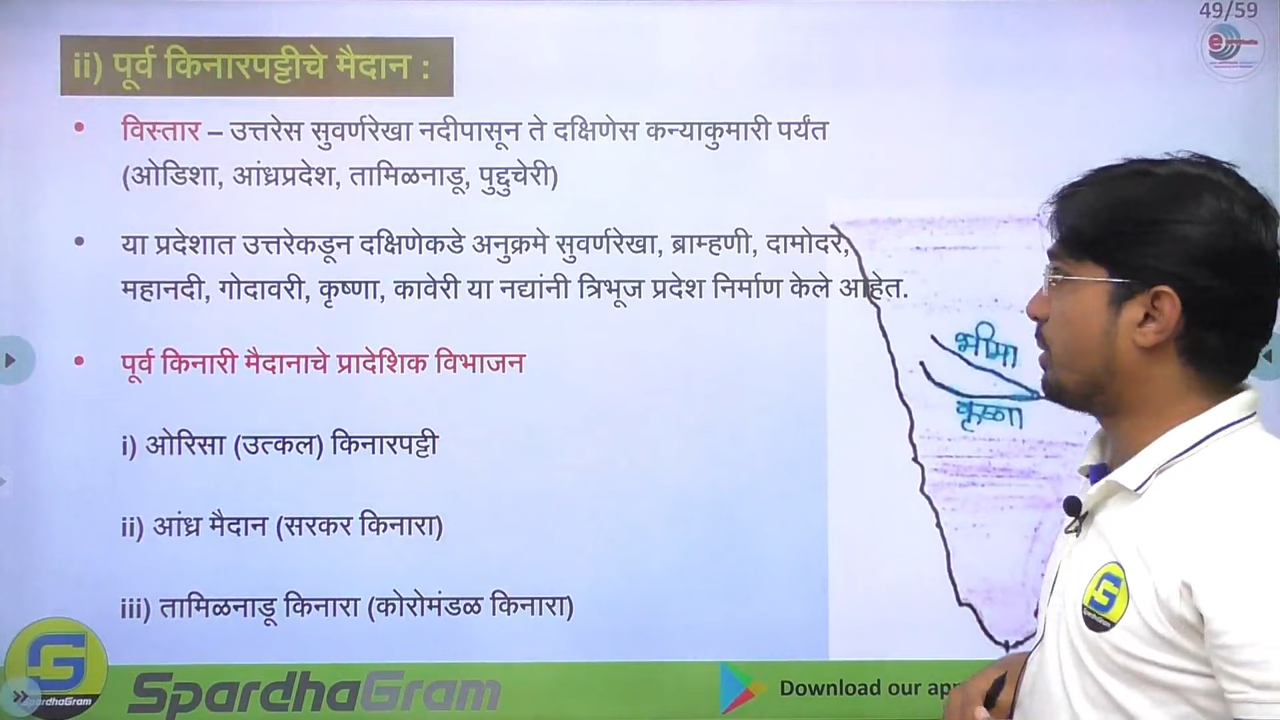 49/59
ii) पूर्व किनारपट्टीचे मैदान :
• विस्तार – उत्तरेस सुवर्णरेखा नदीपासून ते दक्षिणेस कन्याकुमारी पर्यंत
(ओडिशा, आंध्रप्रदेश, तामिळनाडू, पुद्दुचेरी)
• या प्रदेशात उत्तरेकडून दक्षिणेकडे अनुक्रमे सुवर्णरेखा, ब्राम्हणी, दामोदर,
महानदी, गोदावरी, कृष्णा, कावेरी या नद्यांनी त्रिभूज प्रदेश निर्माण केले आहेत.
भीमा
कृष्णा
• पूर्व किनारी मैदानाचे प्रादेशिक विभाजन
i) ओरिसा (उत्कल) किनारपट्टी
ii) आंध्र मैदान (सरकर किनारा)
iii) तामिळनाडू किनारा (कोरोमंडळ किनारा)
SpardhaGram
SpardhaGram
Download our